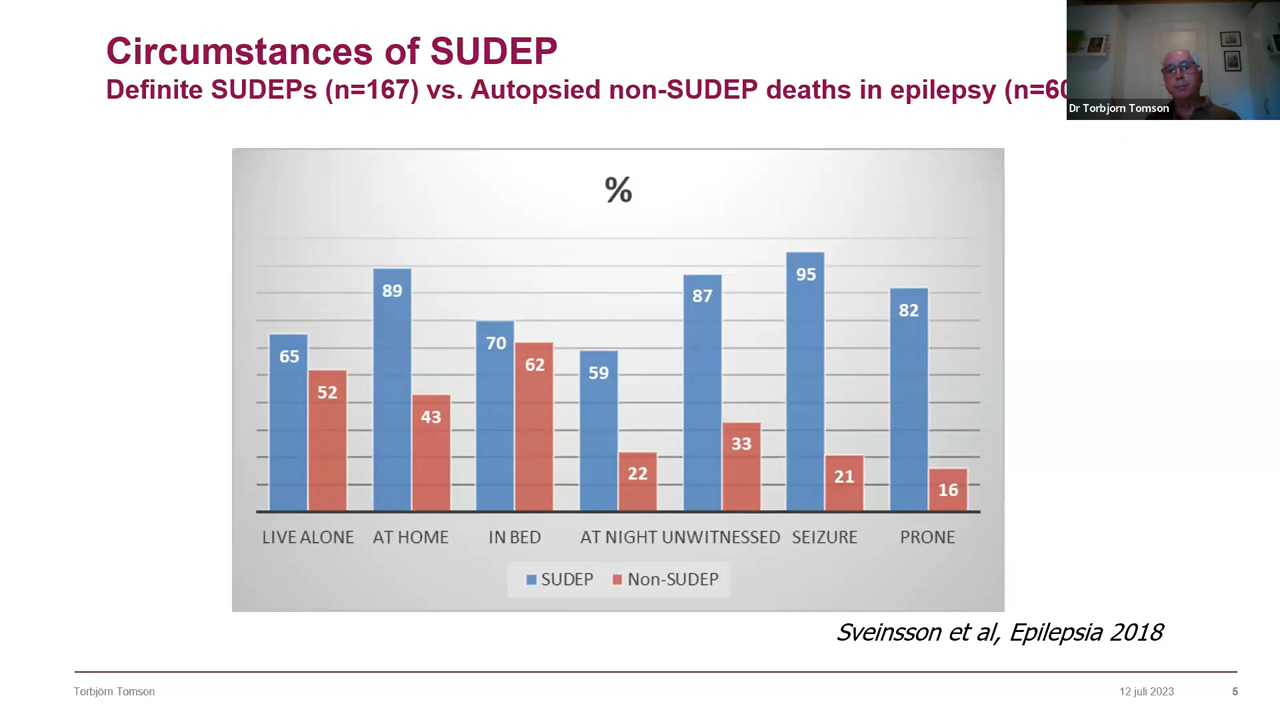 Circumstances of SUDEP
Definite SUDEPs (n=167) vs. Autopsied non-SUDEP deaths in epilepsy (n=60
Dr Torbjorn Tomson
%
65
52
89
43
70
62
59
22
87
33
95
21
82
16
LIVE ALONE AT HOME IN BED AT NIGHT UNWITNESSED SEIZURE PRONE
SUDEP Non-SUDEP
Sveinsson et al, Epilepsia 2018
Torbjörn Tomson 12 juli 2023 5